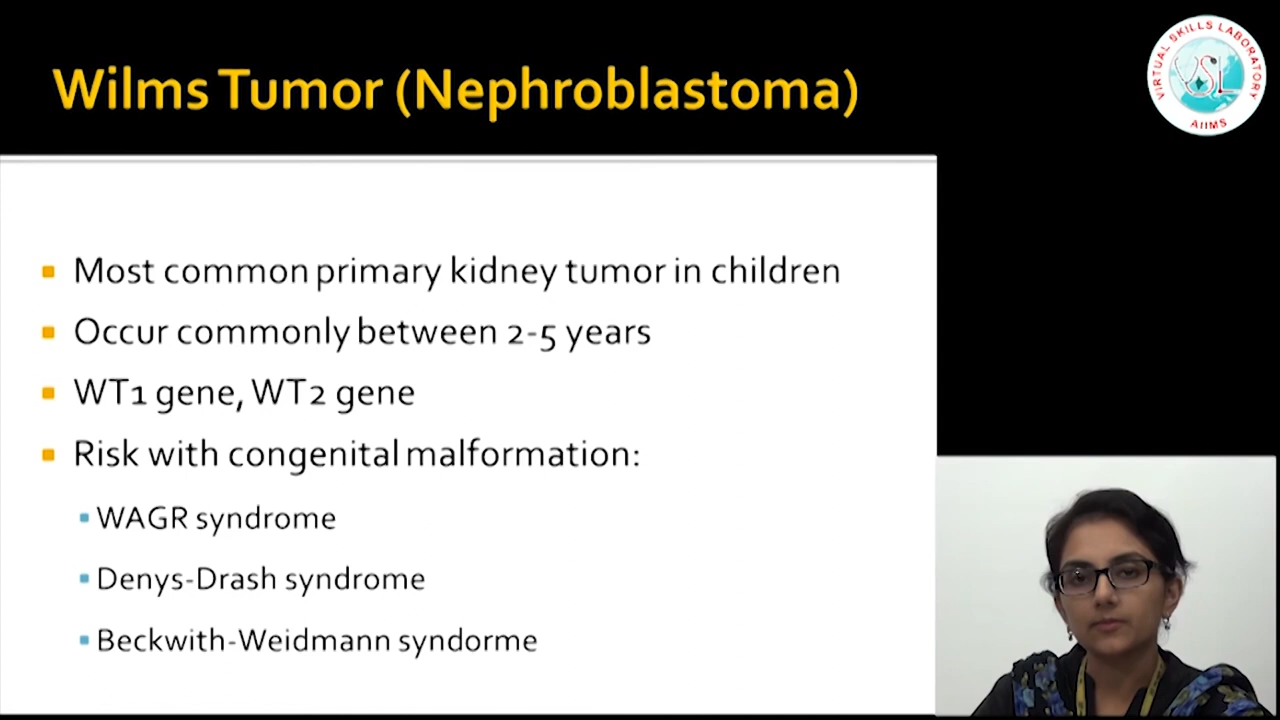 Wilms Tumor (Nephroblastoma)
VIRTUAL SKILLS LABORATORY
VSL
AIIMS
Most common primary kidney tumor in children
Occur commonly between 2-5 years
WT1 gene, WT2 gene
Risk with congenital malformation:
WAGR syndrome
Denys-Drash syndrome
Beckwith-Weidmann syndorme